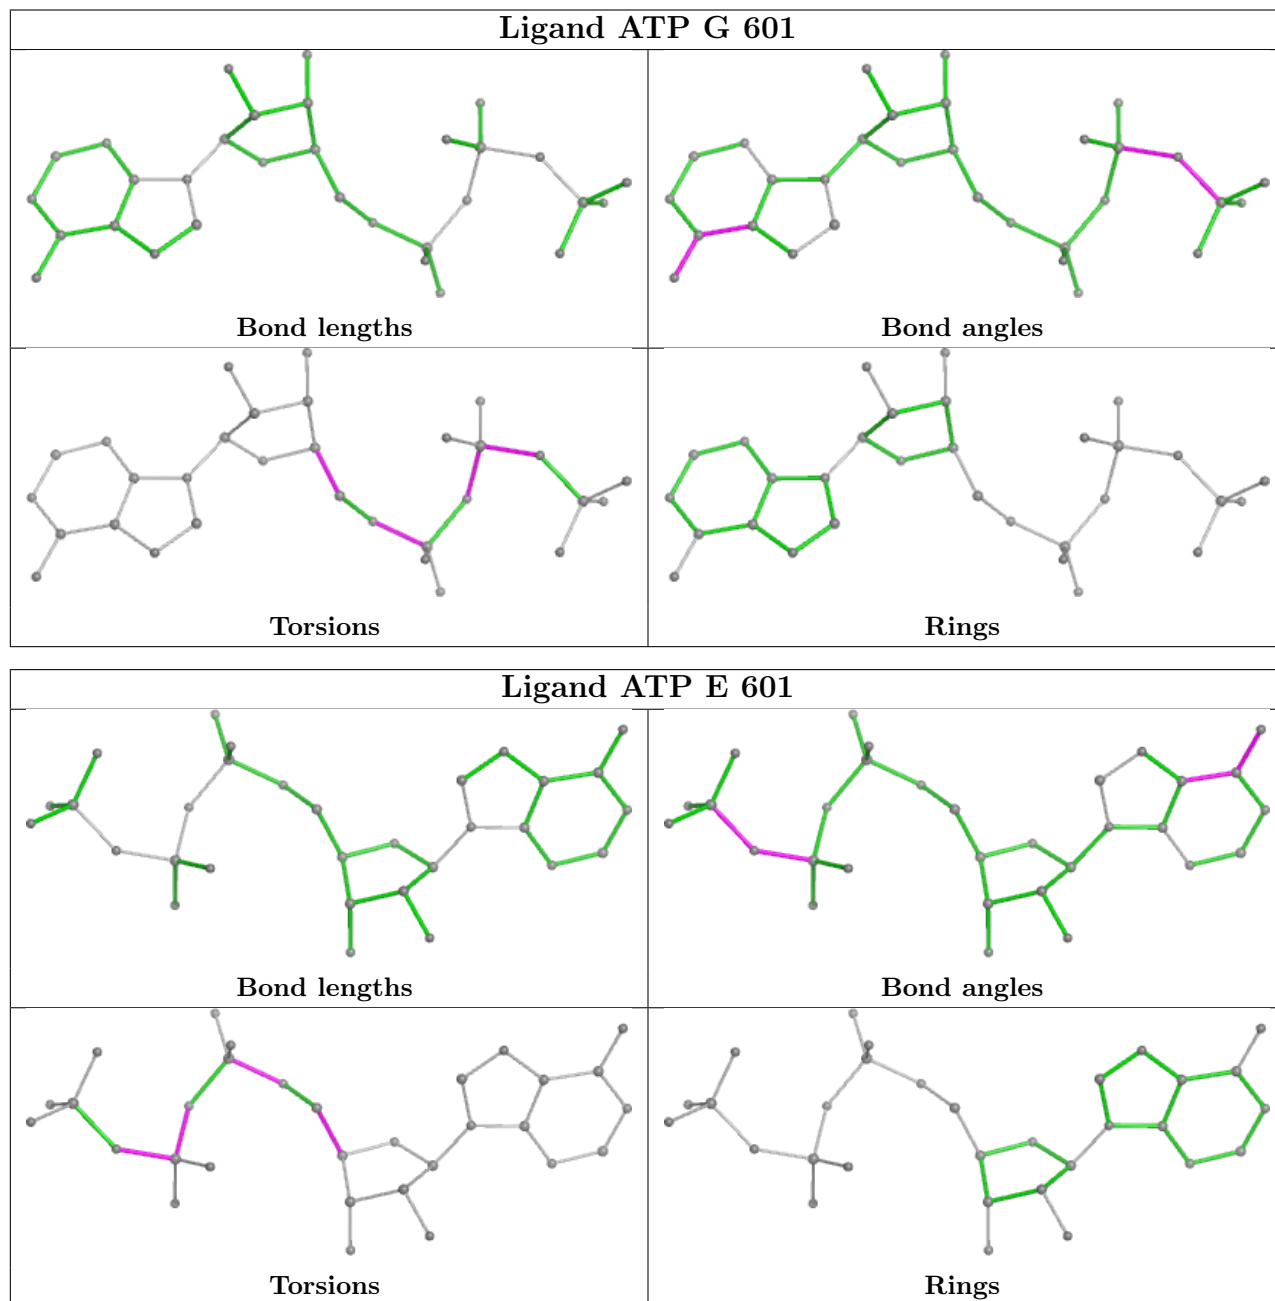 Ligand ATP G 601
Bond lengths
Bond angles
Torsions
Rings
Ligand ATP E 601
Bond lengths
Bond angles
Torsions
Rings